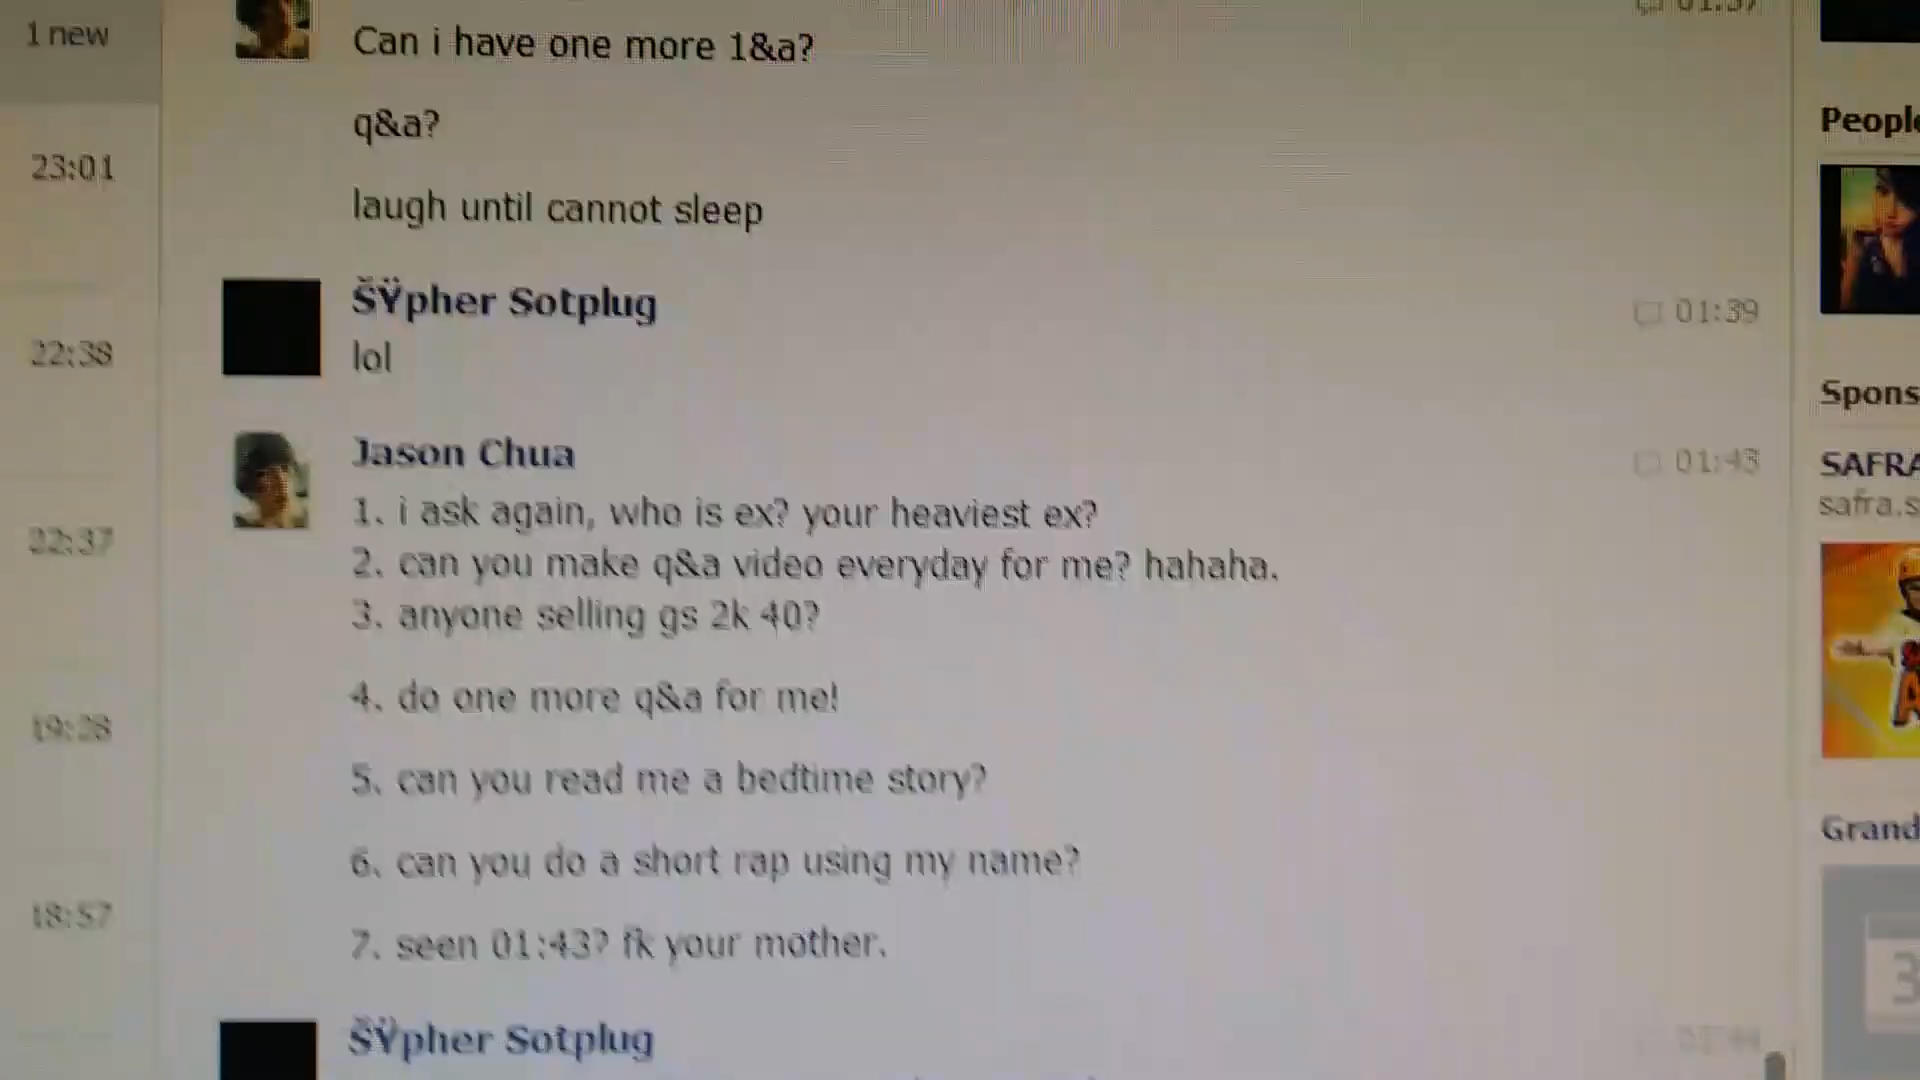 1 new
23:01
22:38
22:37
19:28
18:57
01:37
Can i have one more 1&a?
q&a?
laugh until cannot sleep
ŠŸpher Sotplug
01:39
lol
Jason Chua
01:43
1. i ask again, who is ex? your heaviest ex?
2. can you make q&a video everyday for me? hahaha.
3. anyone selling gs 2k 40?
4. do one more q&a for me!
5. can you read me a bedtime story?
6. can you do a short rap using my name?
7. seen 01:43? fk your mother.
ŠŸpher Sotplug
Peopl
Spons
SAFRA
safra.s
Grand
3